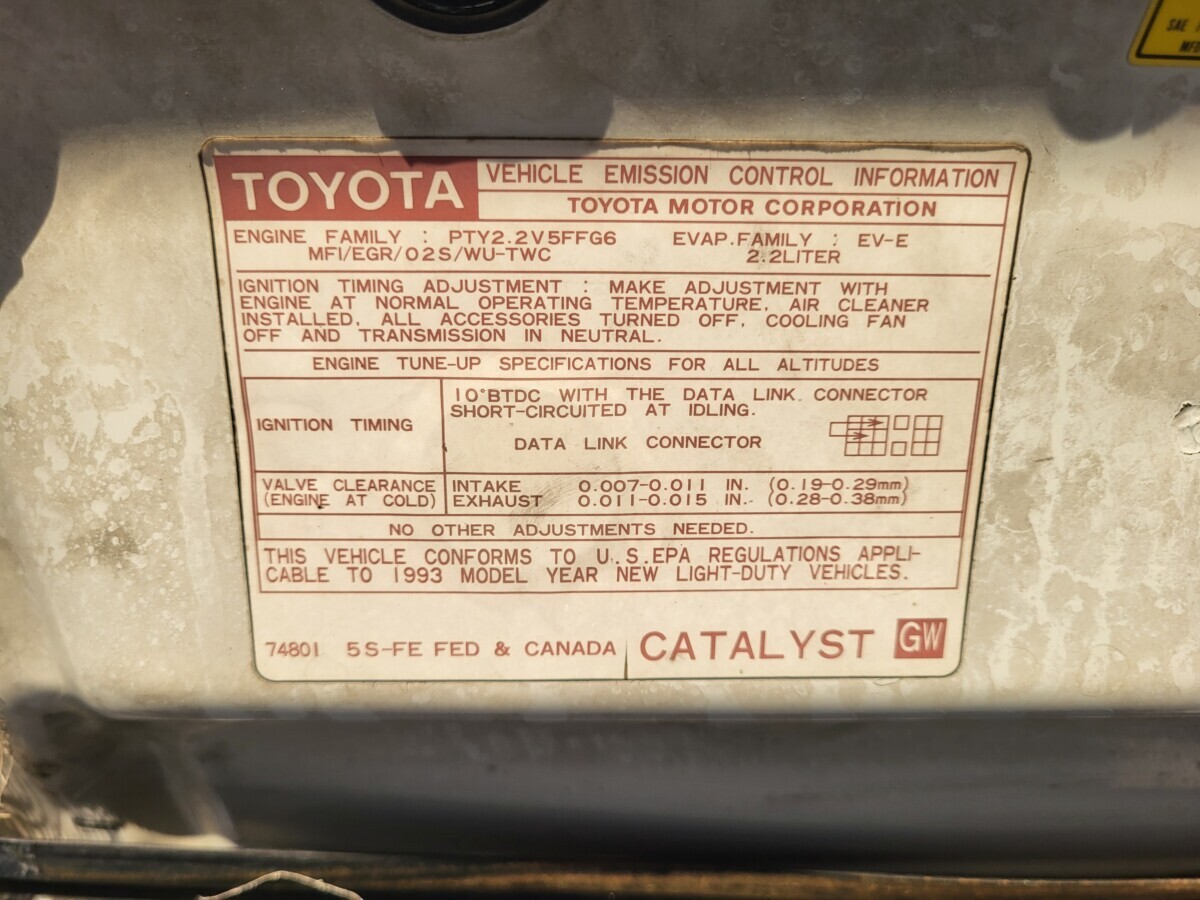 SAE
TOYOTA
VEHICLE EMISSION CONTROL INFORMATION
TOYOTA MOTOR CORPORATION
ENGINE FAMILY : PTY2.2V5FFG6 EVAP.FAMILY : EV-E
MFI/EGR/O2S/WU-TWC 2.2LITER
IGNITION TIMING ADJUSTMENT : MAKE ADJUSTMENT WITH
ENGINE AT NORMAL OPERATING TEMPERATURE, AIR CLEANER
INSTALLED, ALL ACCESSORIES TURNED OFF, COOLING FAN
OFF AND TRANSMISSION IN NEUTRAL.
ENGINE TUNE-UP SPECIFICATIONS FOR ALL ALTITUDES
IGNITION TIMING
10°BTDC WITH THE DATA LINK CONNECTOR
SHORT-CIRCUITED AT IDLING.
DATA LINK CONNECTOR
VALVE CLEARANCE
(ENGINE AT COLD)
INTAKE 0.007-0.011 IN. (0.19-0.29mm)
EXHAUST 0.011-0.015 IN. (0.28-0.38mm)
NO OTHER ADJUSTMENTS NEEDED.
THIS VEHICLE CONFORMS TO U.S.EPA REGULATIONS APPLI-
CABLE TO 1993 MODEL YEAR NEW LIGHT-DUTY VEHICLES.
74801 5S-FE FED & CANADA
CATALYST GW